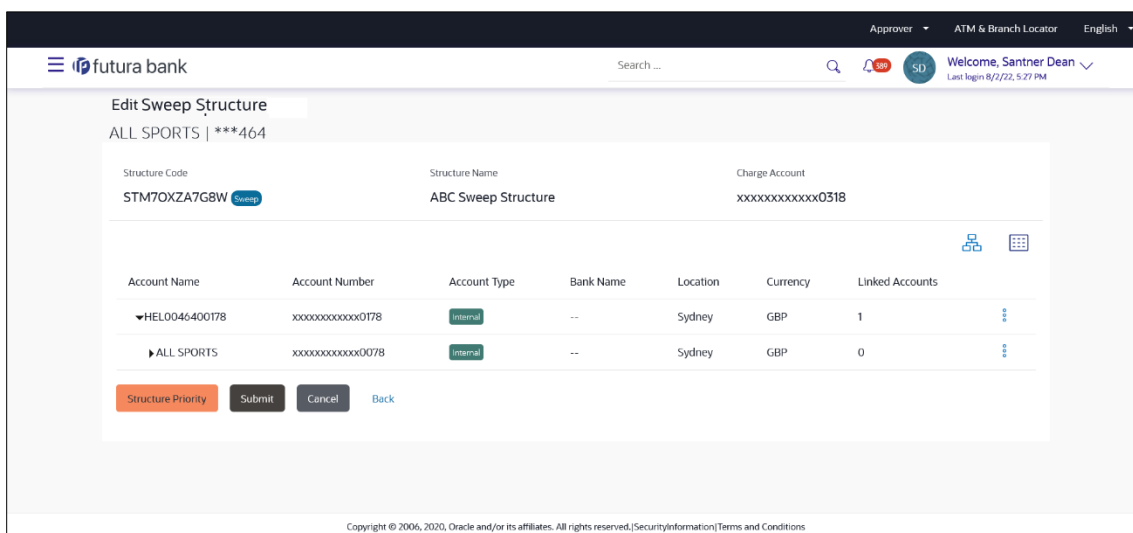 Approver ATM & Branch Locator English
futura bank Search ... 589 SD Welcome, Santner Dean
Last login 8/2/22, 5:27 PM
Edit Sweep Structure
ALL SPORTS | ***464
Structure Code Structure Name Charge Account
STM7OXZA7G8W Sweep ABC Sweep Structure xxxxxxxxxxxx0318
Account Name Account Number Account Type Bank Name Location Currency Linked Accounts
HEL0046400178 xxxxxxxxxxxx0178 Internal -- Sydney GBP 1
ALL SPORTS xxxxxxxxxxxx0078 Internal -- Sydney GBP 0
Structure Priority Submit Cancel Back
Copyright © 2006, 2020, Oracle and/or its affiliates. All rights reserved.|SecurityInformation|Terms and Conditions